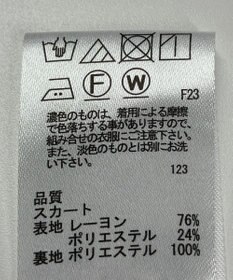 F W
F23
濃色のものは、着用による摩擦
で色落ちする事がありますので、
組み合せの衣服にご注意下さい。
また、淡色のものとは別にお洗
い下さい。
123
品質
スカート
表地 レーヨン 76%
ポリエステル 24%
裏地 ポリエステル 100%